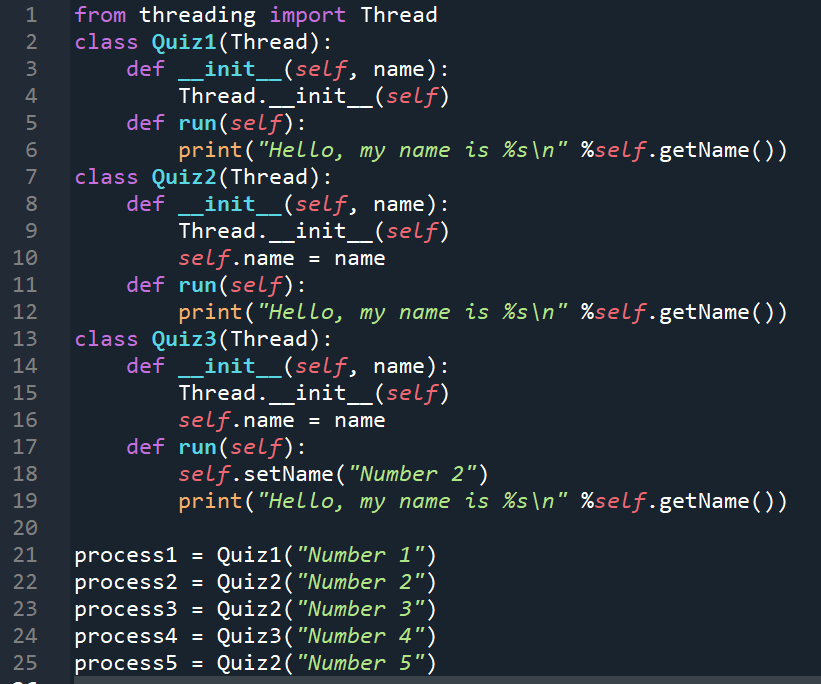 1 from threading import Thread
2 class Quiz1(Thread):
3     def __init__(self, name):
4         Thread.__init__(self)
5     def run(self):
6         print("Hello, my name is %s\n" %self.getName())
7 class Quiz2(Thread):
8     def __init__(self, name):
9         Thread.__init__(self)
10         self.name = name
11     def run(self):
12         print("Hello, my name is %s\n" %self.getName())
13 class Quiz3(Thread):
14     def __init__(self, name):
15         Thread.__init__(self)
16         self.name = name
17     def run(self):
18         self.setName("Number 2")
19         print("Hello, my name is %s\n" %self.getName())
20
21 process1 = Quiz1("Number 1")
22 process2 = Quiz2("Number 2")
23 process3 = Quiz2("Number 3")
24 process4 = Quiz3("Number 4")
25 process5 = Quiz2("Number 5")